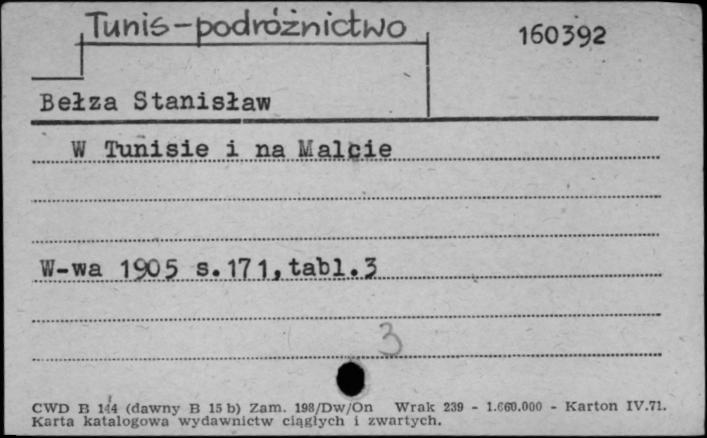 Tunis-podróżnictwo
160392
Bełza Stanisław
W Tunisie i na Malcie
W-wa 1905 s.171, tabl.3
3
CWD B 144 (dawny B 15 b) Zam. 198/Dw/On Wrak 239 - 1.660.000 - Karton IV.71.
Karta katalogowa wydawnictw ciągłych i zwartych.